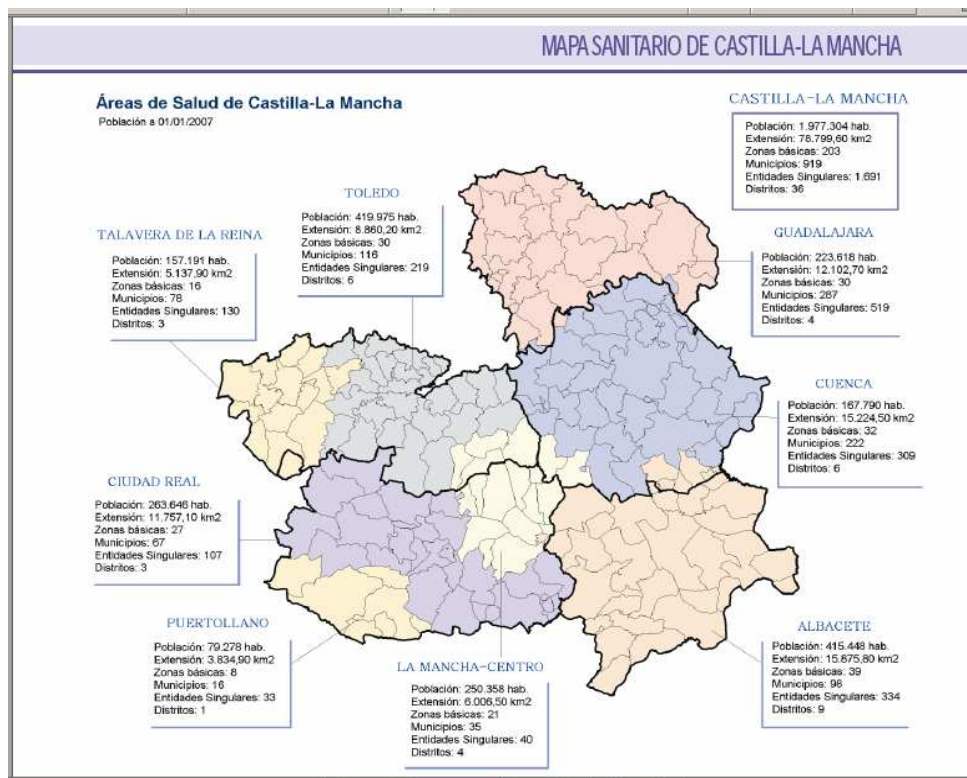 MAPA SANITARIO DE CASTILLA-LA MANCHA
Áreas de Salud de Castilla-La Mancha
Población a 01/01/2007
CASTILLA-LA MANCHA
Población: 1.977.304 hab.
Extensión: 78.799,60 km2
Zonas básicas: 203
Municipios: 919
Entidades Singulares: 1.691
Distritos: 36
TOLEDO
Población: 419.975 hab.
Extensión: 8.860,20 km2
Zonas básicas: 30
Municipios: 116
Entidades Singulares: 219
Distritos: 6
TALAVERA DE LA REINA
Población: 157.191 hab.
Extensión: 5.137,90 km2
Zonas básicas: 16
Municipios: 78
Entidades Singulares: 130
Distritos: 3
GUADALAJARA
Población: 223.618 hab.
Extensión: 12.102,70 km2
Zonas básicas: 30
Municipios: 287
Entidades Singulares: 519
Distritos: 4
CUENCA
Población: 167.790 hab.
Extensión: 15.224,50 km2
Zonas básicas: 32
Municipios: 222
Entidades Singulares: 309
Distritos: 6
CIUDAD REAL
Población: 263.646 hab.
Extensión: 11.757,10 km2
Zonas básicas: 27
Municipios: 67
Entidades Singulares: 107
Distritos: 3
PUERTOLLANO
Población: 79.278 hab.
Extensión: 3.834,90 km2
Zonas básicas: 8
Municipios: 16
Entidades Singulares: 33
Distritos: 1
LA MANCHA-CENTRO
Población: 250.358 hab.
Extensión: 6.006,50 km2
Zonas básicas: 21
Municipios: 35
Entidades Singulares: 40
Distritos: 4
ALBACETE
Población: 415.448 hab.
Extensión: 15.875,80 km2
Zonas básicas: 39
Municipios: 98
Entidades Singulares: 334
Distritos: 9